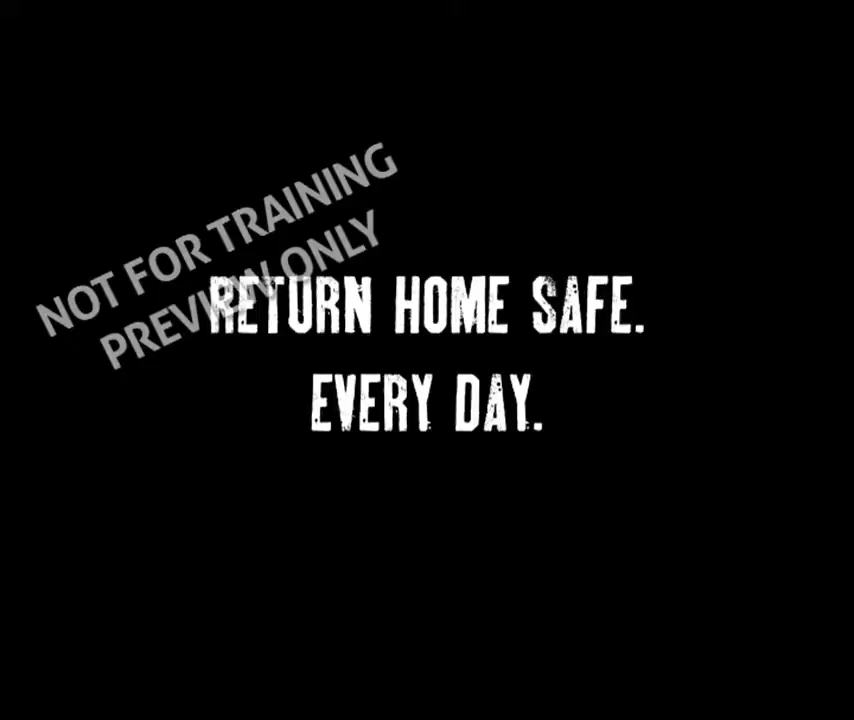 NOT FOR TRAINING
PREVIEW ONLY
RETURN HOME SAFE.
EVERY DAY.